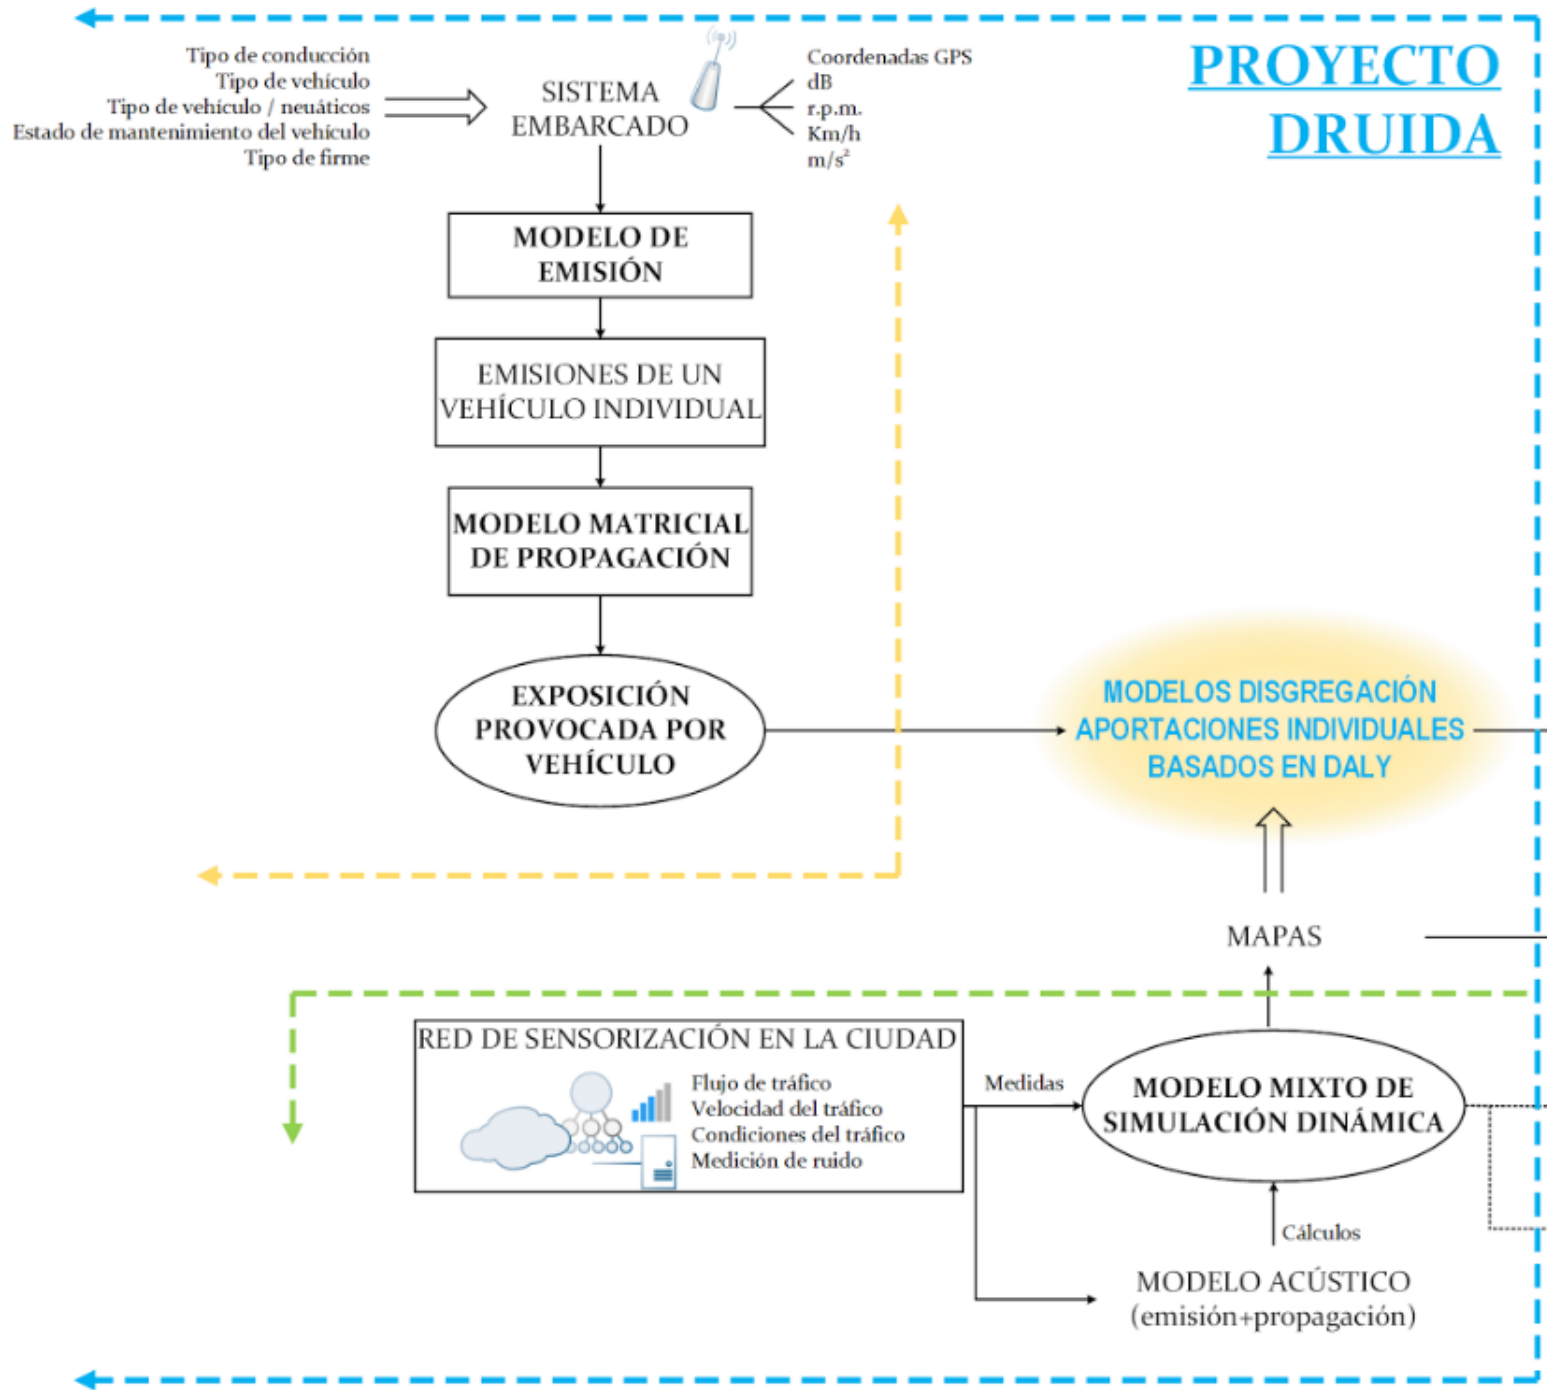 PROYECTO
DRUIDA
Tipo de conducción
Tipo de vehículo
Tipo de vehículo / neuáticos
Estado de mantenimiento del vehículo
Tipo de firme
SISTEMA
EMBARCADO
Coordenadas GPS
dB
r.p.m.
Km/h
m/s²
MODELO DE
EMISIÓN
EMISIONES DE UN
VEHÍCULO INDIVIDUAL
MODELO MATRICIAL
DE PROPAGACIÓN
EXPOSICIÓN
PROVOCADA POR
VEHÍCULO
MODELOS DISGREGACIÓN
APORTACIONES INDIVIDUALES
BASADOS EN DALY
MAPAS
RED DE SENSORIZACIÓN EN LA CIUDAD
Flujo de tráfico
Velocidad del tráfico
Condiciones del tráfico
Medición de ruido
Medidas
MODELO MIXTO DE
SIMULACIÓN DINÁMICA
Cálculos
MODELO ACÚSTICO
(emisión+propagación)